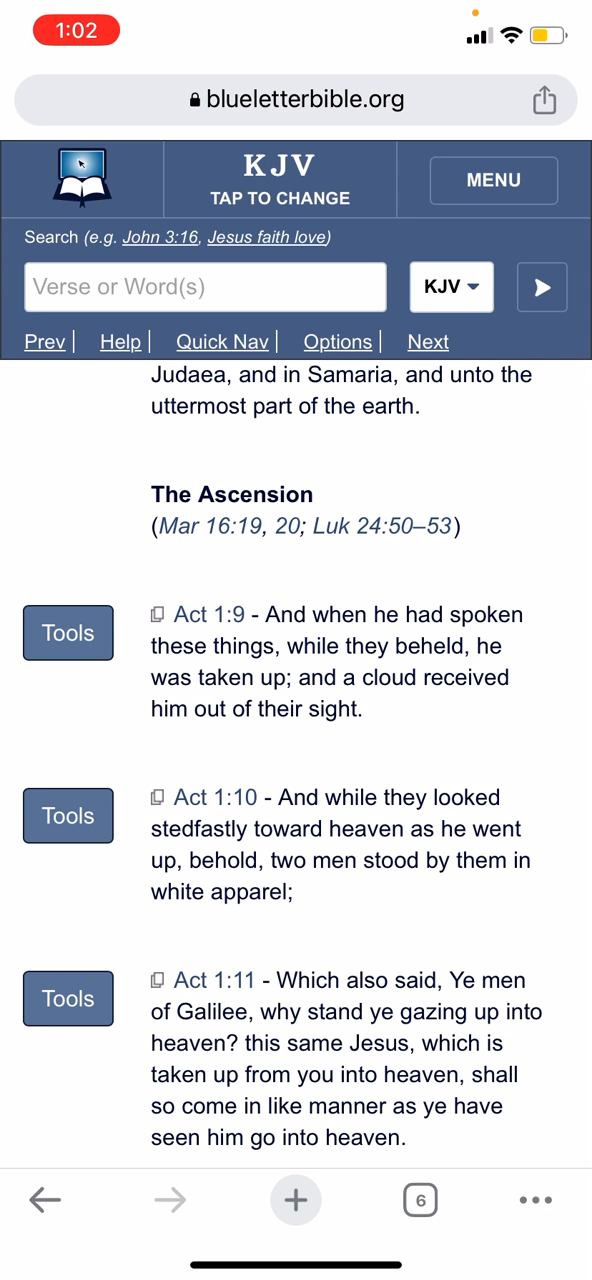 1:02
blueletterbible.org
KJV
TAP TO CHANGE
MENU
Search (e.g. John 3:16, Jesus faith love)
Verse or Word(s)
KJV
Prev | Help | Quick Nav | Options | Next
Judaea, and in Samaria, and unto the
uttermost part of the earth.
The Ascension
(Mar 16:19, 20; Luk 24:50–53)
Tools
Act 1:9 - And when he had spoken
these things, while they beheld, he
was taken up; and a cloud received
him out of their sight.
Tools
Act 1:10 - And while they looked
stedfastly toward heaven as he went
up, behold, two men stood by them in
white apparel;
Tools
Act 1:11 - Which also said, Ye men
of Galilee, why stand ye gazing up into
heaven? this same Jesus, which is
taken up from you into heaven, shall
so come in like manner as ye have
seen him go into heaven.
6